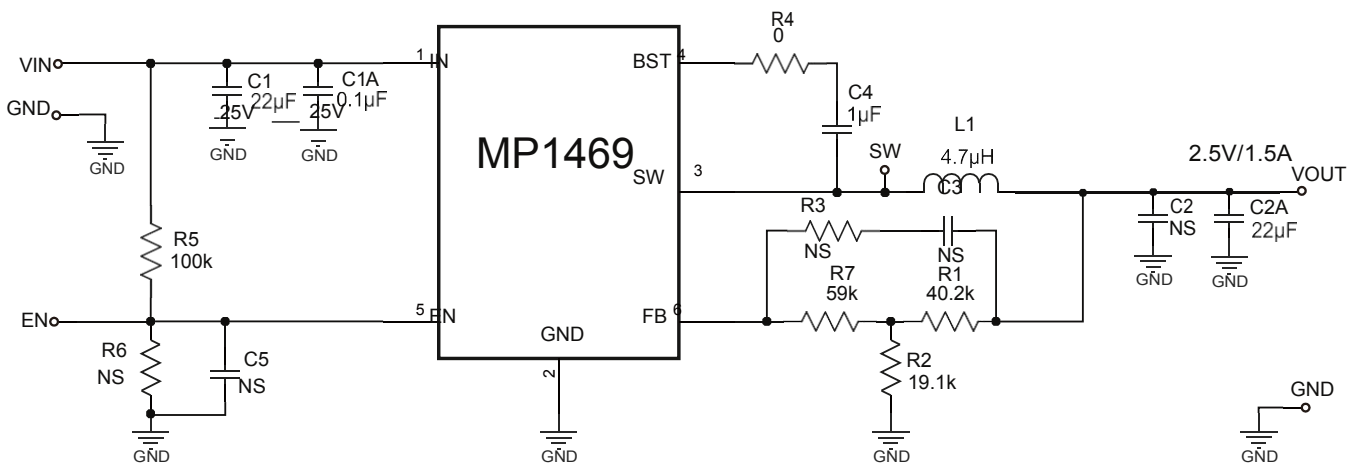 R4
0
VIN
1
IN
BST
4
C1
22µF
25V
C1A
0.1µF
25V
C4
1µF
GND
GND
GND
GND
MP1469
L1
4.7µH
SW
SW
3
2.5V/1.5A
VOUT
C3
R3
NS
NS
C2
NS
C2A
22µF
GND
GND
R5
100k
R7
59k
R1
40.2k
EN
5
EN
FB
6
GND
R6
NS
C5
NS
2
R2
19.1k
GND
GND
GND
GND
GND